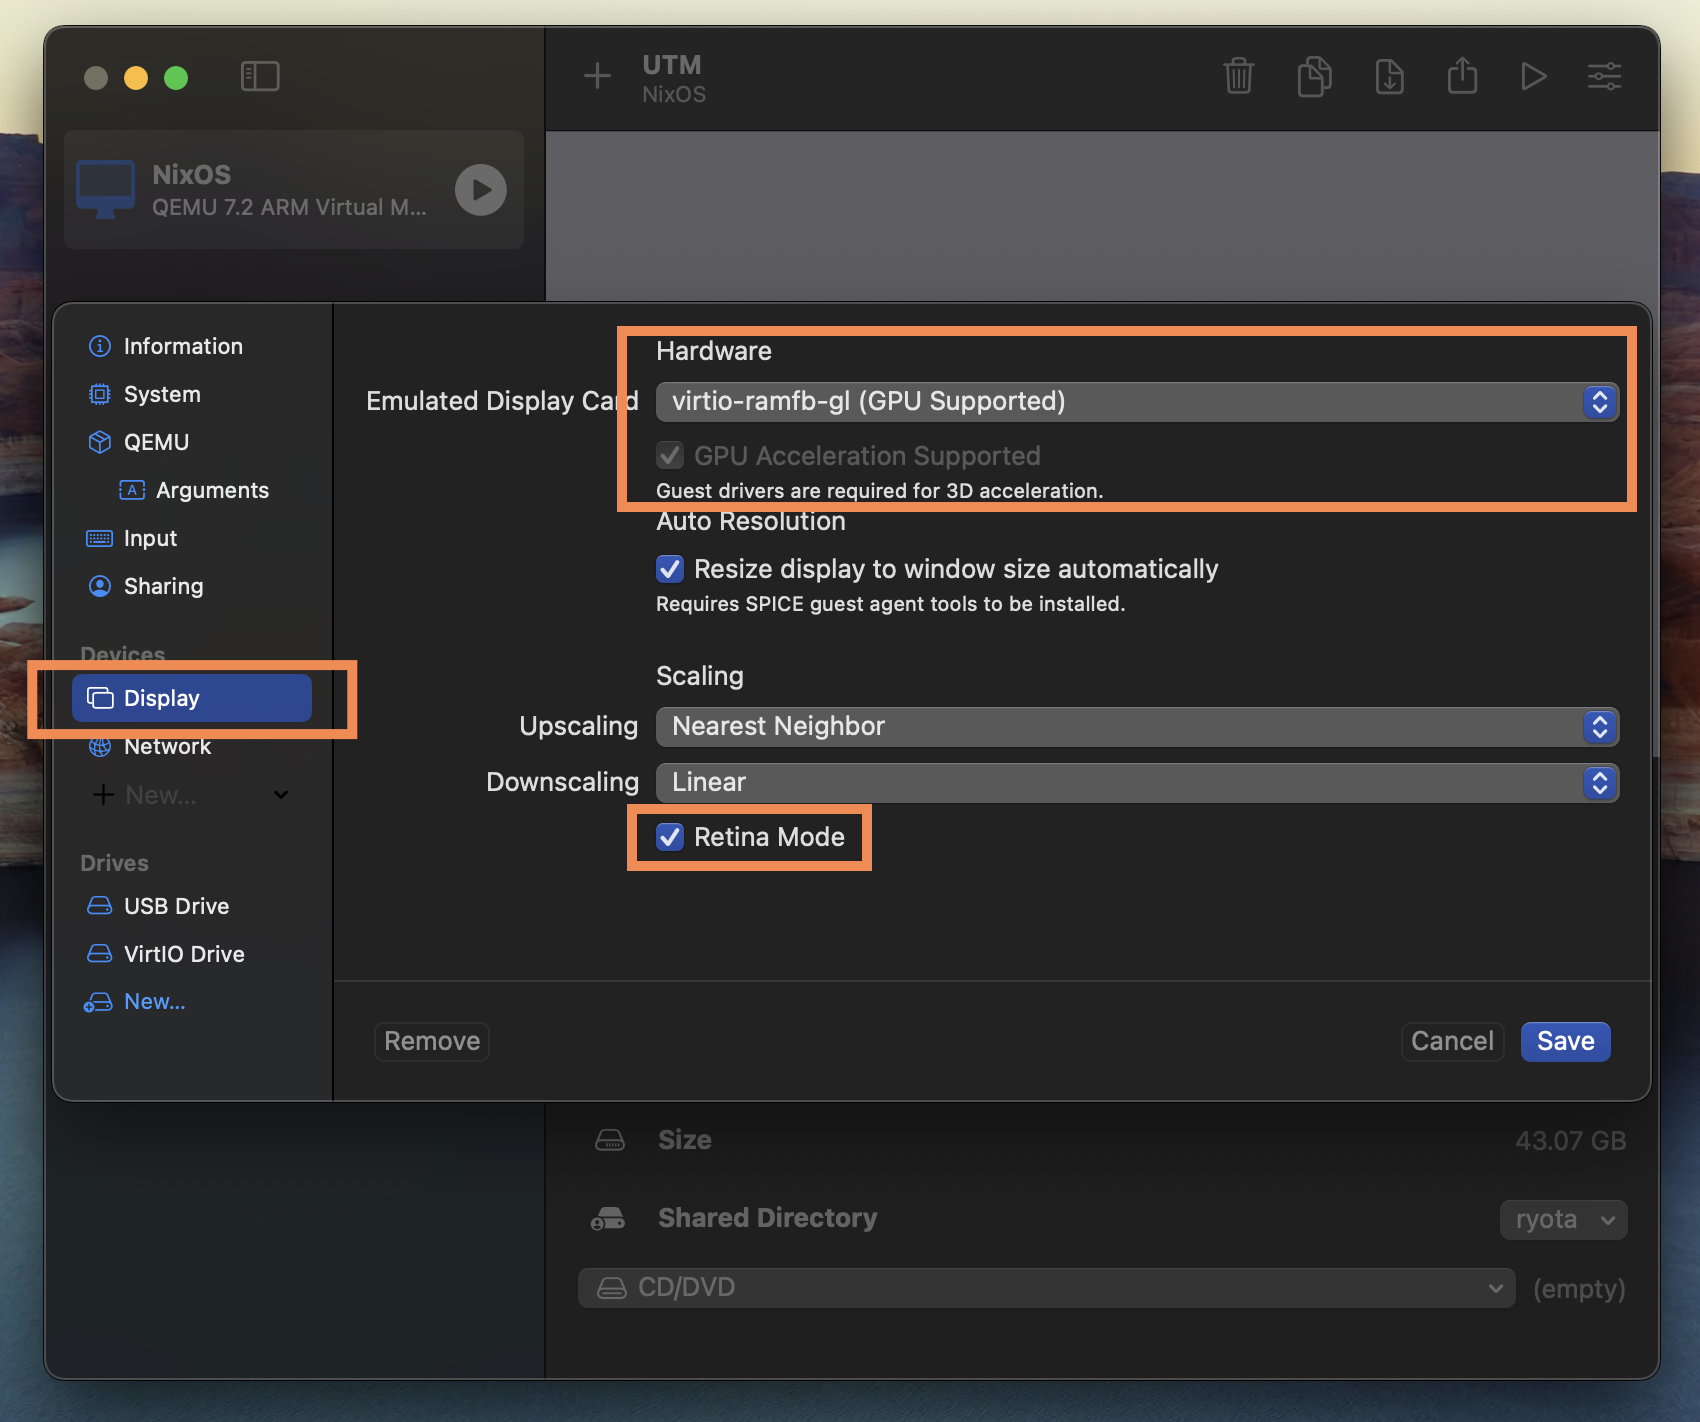 UTM
NixOS
NixOS
QEMU 7.2 ARM Virtual M...
Information
System
QEMU
A
Arguments
Input
Sharing
Devices
Display
Network
New...
Drives
USB Drive
VirtIO Drive
New...
Hardware
Emulated Display Card
virtio-ramfb-gl (GPU Supported)
GPU Acceleration Supported
Guest drivers are required for 3D acceleration.
Auto Resolution
Resize display to window size automatically
Requires SPICE guest agent tools to be installed.
Scaling
Upscaling
Nearest Neighbor
Downscaling
Linear
Retina Mode
Remove
Cancel
Save
Size
43.07 GB
Shared Directory
ryota
CD/DVD
(empty)